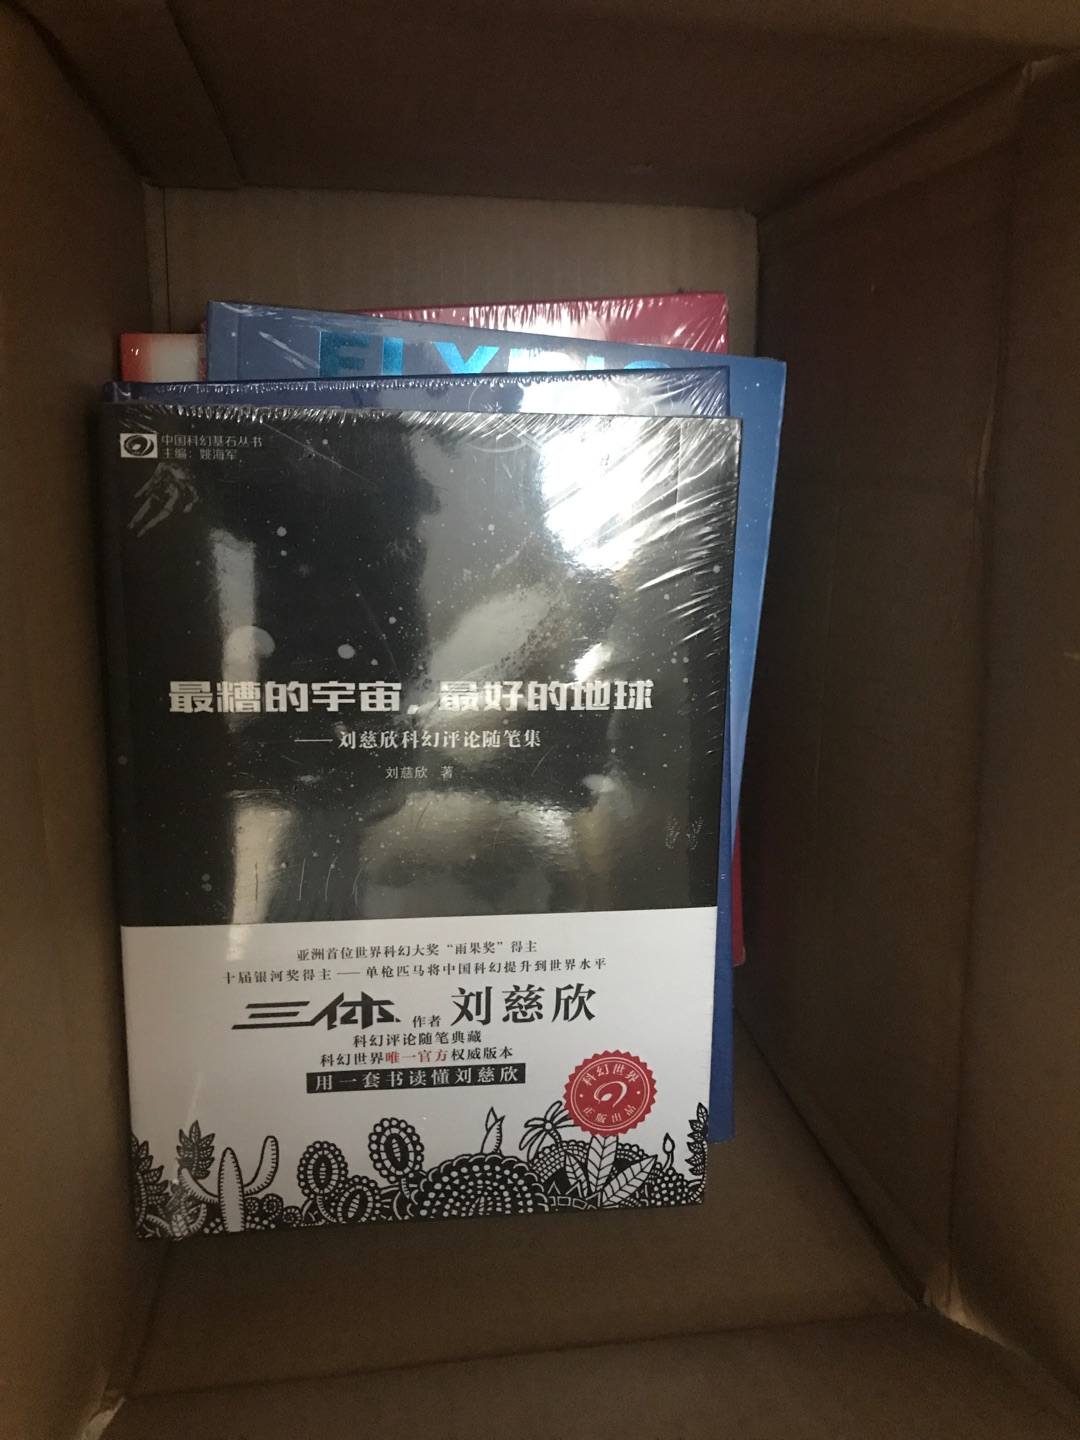 中国科幻基石丛书
主编：姚海军
最糟的宇宙，最好的地球
——刘慈欣科幻评论随笔集
刘慈欣 著
亚洲首位世界科幻大奖“雨果奖”得主
十届银河奖得主——单枪匹马将中国科幻提升到世界水平
三体 作者 刘慈欣
科幻评论随笔典藏
科幻世界唯一官方权威版本
用一套书读懂刘慈欣
科幻世界
正版出品